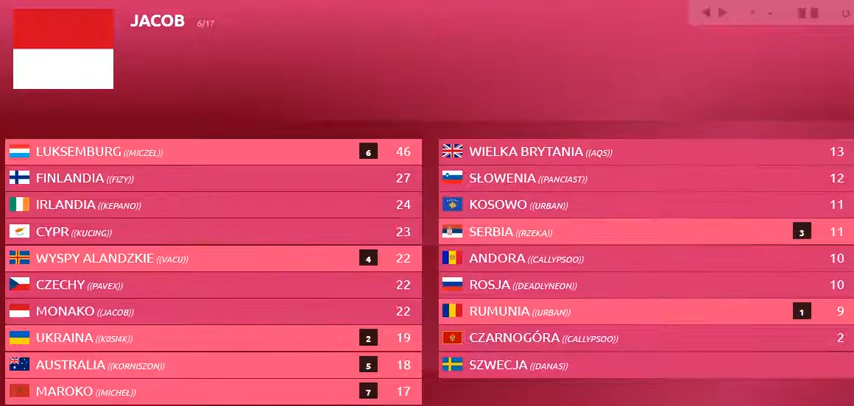 JACOB 6/17
LUKSEMBURG ((MICZEL)) 6 46
FINLANDIA ((FIZY)) 27
IRLANDIA ((KEPANO)) 24
CYPR ((KUCING)) 23
WYSPY ALANDZKIE ((VACU)) 4 22
CZECHY ((PAVEX)) 22
MONAKO ((JACOB)) 22
UKRAINA ((K0SI4K)) 2 19
AUSTRALIA ((KORNISZON)) 5 18
MAROKO ((MICHEŁ)) 7 17
WIELKA BRYTANIA ((AQS)) 13
SŁOWENIA ((PANCIAST)) 12
KOSOWO ((URBAN)) 11
SERBIA ((RZEKA)) 3 11
ANDORA ((CALLYPSOO)) 10
ROSJA ((DEADLYNEON)) 10
RUMUNIA ((URBAN)) 1 9
CZARNOGÓRA ((CALLYPSOO)) 2
SZWECJA ((DANAS))